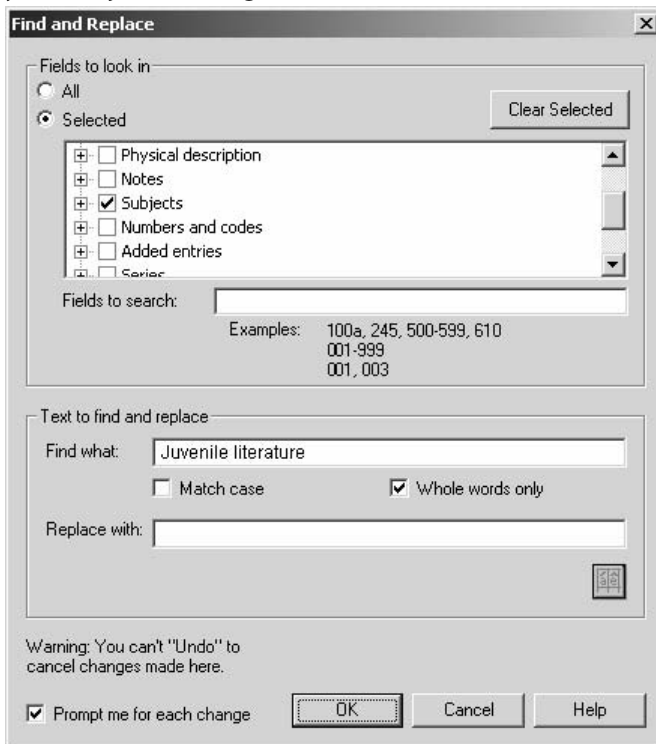 Find and Replace
Fields to look in
All
Selected
Clear Selected
Physical description
Notes
Subjects
Numbers and codes
Added entries
Series
Fields to search:
Examples: 100a, 245, 500-599, 610
001-999
001, 003
Text to find and replace
Find what: Juvenile literature
Match case Whole words only
Replace with:
Warning: You can't "Undo" to
cancel changes made here.
Prompt me for each change OK Cancel Help